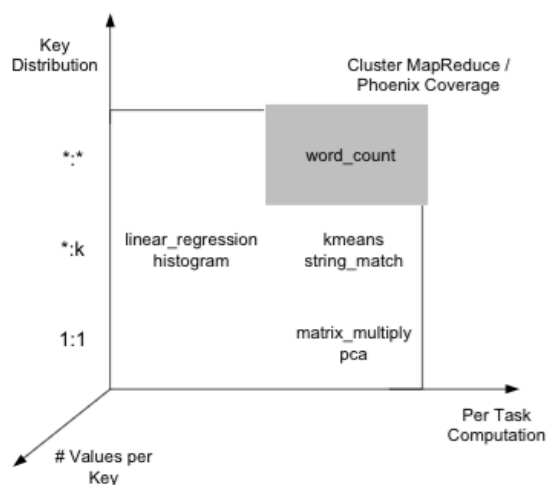 Key
Distribution
Cluster MapReduce /
Phoenix Coverage
*:*
word_count
*:k
linear_regression
histogram
kmeans
string_match
1:1
matrix_multiply
pca
Per Task
Computation
# Values per
Key